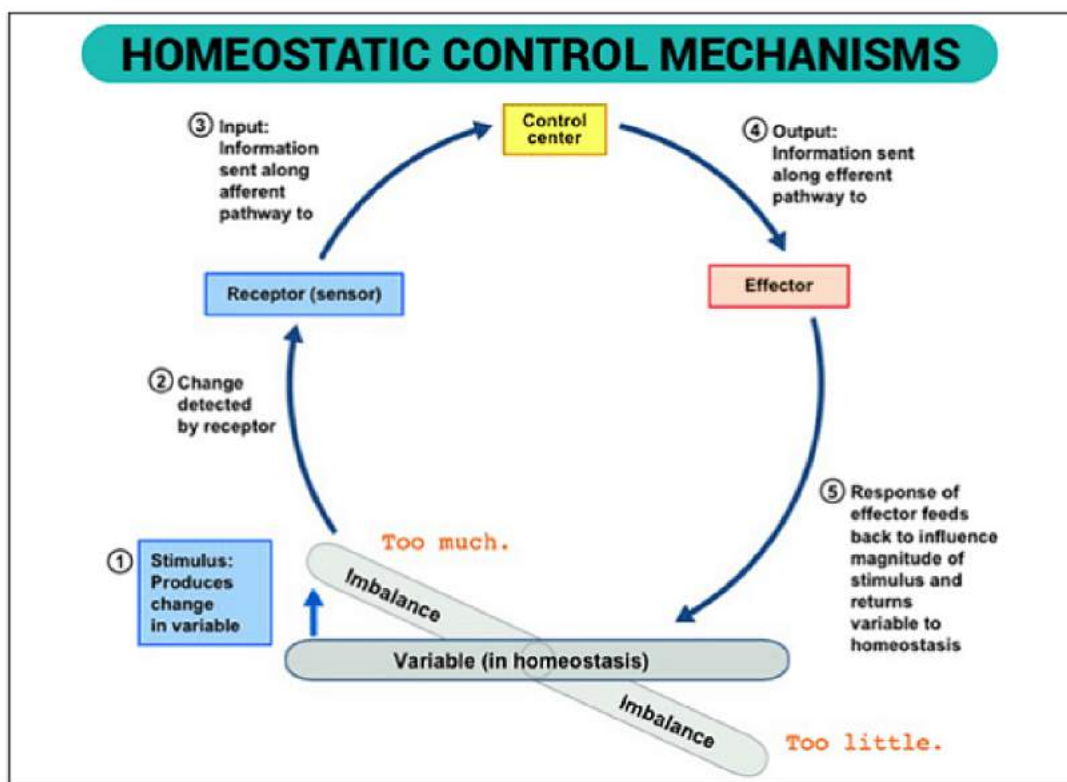 HOMEOSTATIC CONTROL MECHANISMS
③ Input:
Information
sent along
afferent
pathway to
Control
center
④ Output:
Information sent
along efferent
pathway to
Receptor (sensor)
Effector
② Change
detected
by receptor
⑤ Response of
effector feeds
back to influence
magnitude of
stimulus and
returns
variable to
homeostasis
① Stimulus:
Produces
change
in variable
Too much.
Imbalance
Variable (in homeostasis)
Imbalance
Too little.